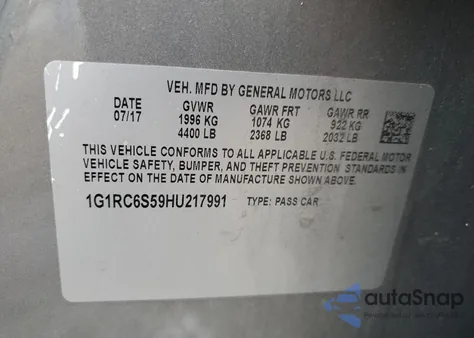 VEH. MFD BY GENERAL MOTORS LLC
DATE GVWR GAWR FRT GAWR RR
07/17 1996 KG 1074 KG 922 KG
4400 LB 2368 LB 2032 LB
THIS VEHICLE CONFORMS TO ALL APPLICABLE U.S. FEDERAL MOTOR
VEHICLE SAFETY, BUMPER, AND THEFT PREVENTION STANDARDS IN
EFFECT ON THE DATE OF MANUFACTURE SHOWN ABOVE.
1G1RC6S59HU217991 TYPE: PASS CAR
autoSnap